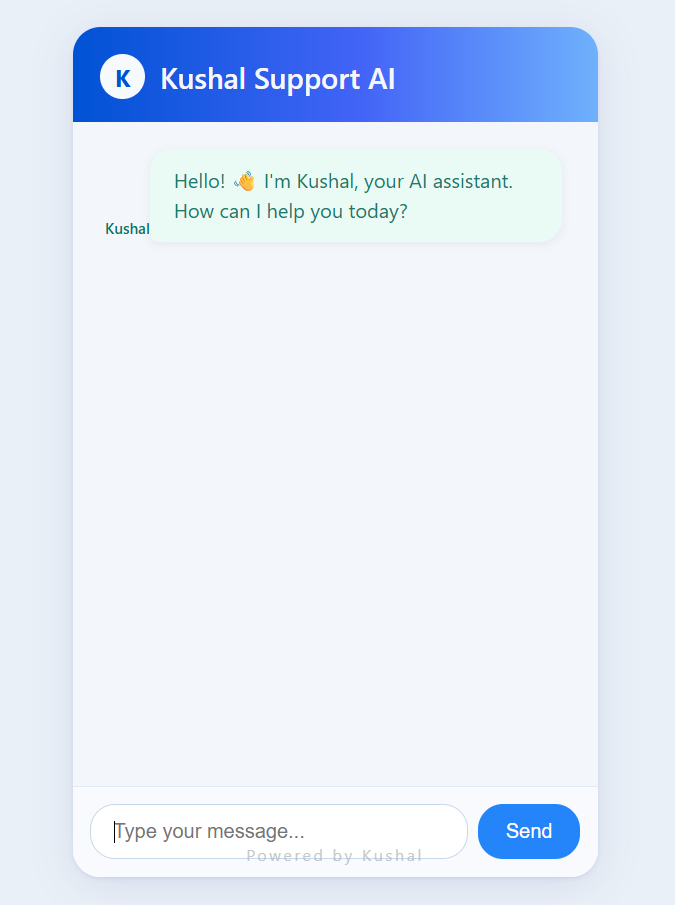 K
Kushal Support AI
Hello! 👋 I'm Kushal, your AI assistant.
How can I help you today?
Kushal
Type your message...
Send
Powered by Kushal